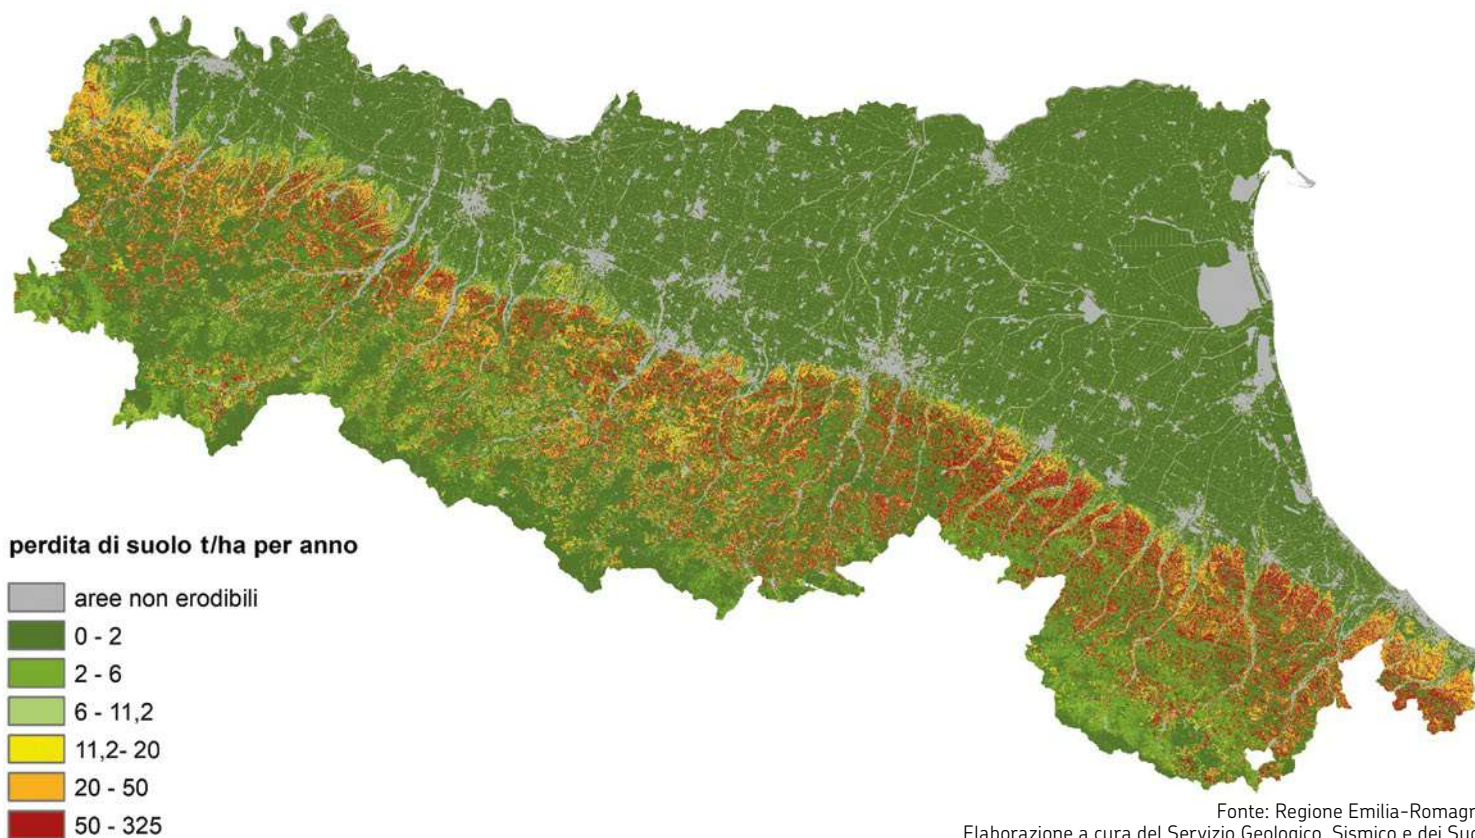 perdita di suolo t/ha per anno
aree non erodibili
0 - 2
2 - 6
6 - 11,2
11,2- 20
20 - 50
50 - 325
Fonte: Regione Emilia-Romagn
Elaborazione a cura del Servizio Geologico, Sismico e dei Suo